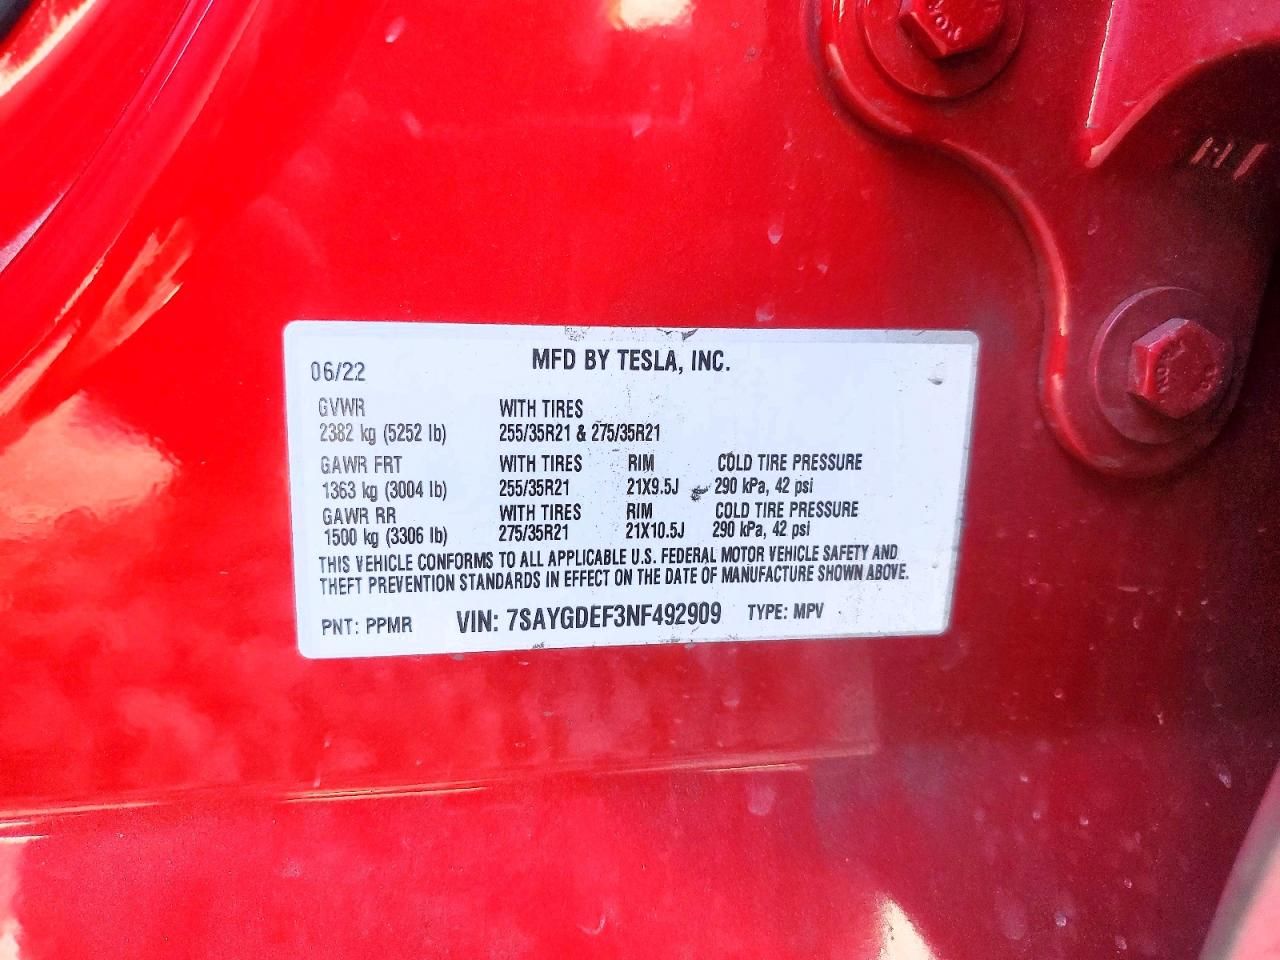 MFD BY TESLA, INC.
06/22
GVWR WITH TIRES
2382 kg (5252 lb) 255/35R21 & 275/35R21
GAWR FRT WITH TIRES RIM COLD TIRE PRESSURE
1363 kg (3004 lb) 255/35R21 21X9.5J 290 kPa, 42 psi
GAWR RR WITH TIRES RIM COLD TIRE PRESSURE
1500 kg (3306 lb) 275/35R21 21X10.5J 290 kPa, 42 psi
THIS VEHICLE CONFORMS TO ALL APPLICABLE U.S. FEDERAL MOTOR VEHICLE SAFETY AND
THEFT PREVENTION STANDARDS IN EFFECT ON THE DATE OF MANUFACTURE SHOWN ABOVE.
PNT: PPMR VIN: 7SAYGDEF3NF492909 TYPE: MPV